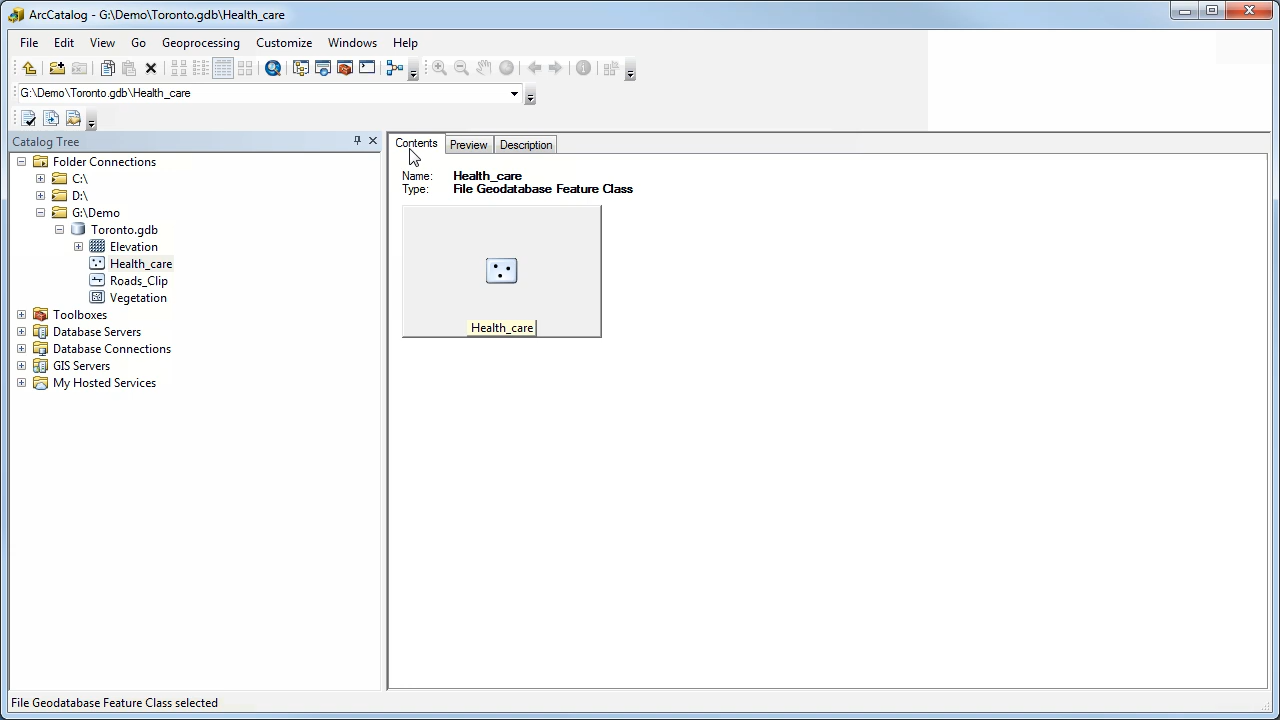 ArcCatalog - G:\Demo\Toronto.gdb\Health_care
File Edit View Go Geoprocessing Customize Windows Help
G:\Demo\Toronto.gdb\Health_care
Catalog Tree
Folder Connections
C:\
D:\
G:\Demo
Toronto.gdb
Elevation
Health_care
Roads_Clip
Vegetation
Toolboxes
Database Servers
Database Connections
GIS Servers
My Hosted Services
Contents Preview Description
Name: Health_care
Type: File Geodatabase Feature Class
Health_care
File Geodatabase Feature Class selected